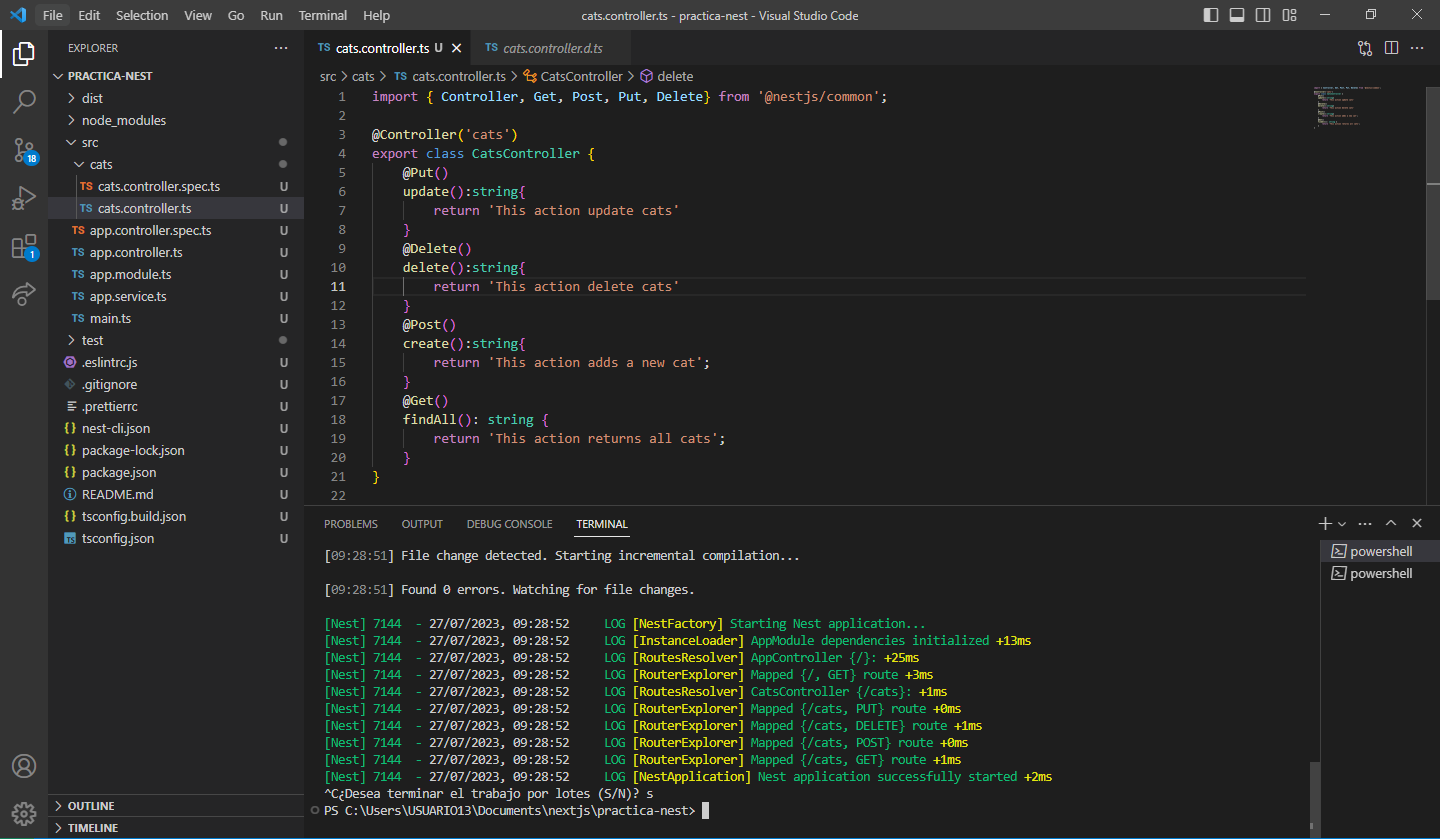 File Edit Selection View Go Run Terminal Help cats.controller.ts - practica-nest - Visual Studio Code
EXPLORER
PRACTICA-NEST
dist
node_modules
src
cats
TS cats.controller.spec.ts U
TS cats.controller.ts U
TS app.controller.spec.ts U
TS app.controller.ts U
TS app.module.ts U
TS app.service.ts U
TS main.ts U
test
.eslintrc.js U
.gitignore U
.prettierrc U
{} nest-cli.json U
{} package-lock.json U
{} package.json U
README.md U
{} tsconfig.build.json U
TS tsconfig.json U
OUTLINE
TIMELINE
18
1
TS cats.controller.ts U TS cats.controller.d.ts
src > cats > TS cats.controller.ts > CatsController > delete
1 import { Controller, Get, Post, Put, Delete} from '@nestjs/common';
2
3 @Controller('cats')
4 export class CatsController {
5 @Put()
6 update():string{
7 return 'This action update cats'
8 }
9 @Delete()
10 delete():string{
11 return 'This action delete cats'
12 }
13 @Post()
14 create():string{
15 return 'This action adds a new cat';
16 }
17 @Get()
18 findAll(): string {
19 return 'This action returns all cats';
20 }
21 }
22
PROBLEMS OUTPUT DEBUG CONSOLE TERMINAL
[09:28:51] File change detected. Starting incremental compilation...
[09:28:51] Found 0 errors. Watching for file changes.
[Nest] 7144 - 27/07/2023, 09:28:52 LOG [NestFactory] Starting Nest application...
[Nest] 7144 - 27/07/2023, 09:28:52 LOG [InstanceLoader] AppModule dependencies initialized +13ms
[Nest] 7144 - 27/07/2023, 09:28:52 LOG [RoutesResolver] AppController {/}: +25ms
[Nest] 7144 - 27/07/2023, 09:28:52 LOG [RouterExplorer] Mapped {/, GET} route +3ms
[Nest] 7144 - 27/07/2023, 09:28:52 LOG [RoutesResolver] CatsController {/cats}: +1ms
[Nest] 7144 - 27/07/2023, 09:28:52 LOG [RouterExplorer] Mapped {/cats, PUT} route +0ms
[Nest] 7144 - 27/07/2023, 09:28:52 LOG [RouterExplorer] Mapped {/cats, DELETE} route +1ms
[Nest] 7144 - 27/07/2023, 09:28:52 LOG [RouterExplorer] Mapped {/cats, POST} route +0ms
[Nest] 7144 - 27/07/2023, 09:28:52 LOG [RouterExplorer] Mapped {/cats, GET} route +1ms
[Nest] 7144 - 27/07/2023, 09:28:52 LOG [NestApplication] Nest application successfully started +2ms
^C¿Desea terminar el trabajo por lotes (S/N)? s
PS C:\Users\USUARIO13\Documents\nextjs\practica-nest>
powershell
powershell